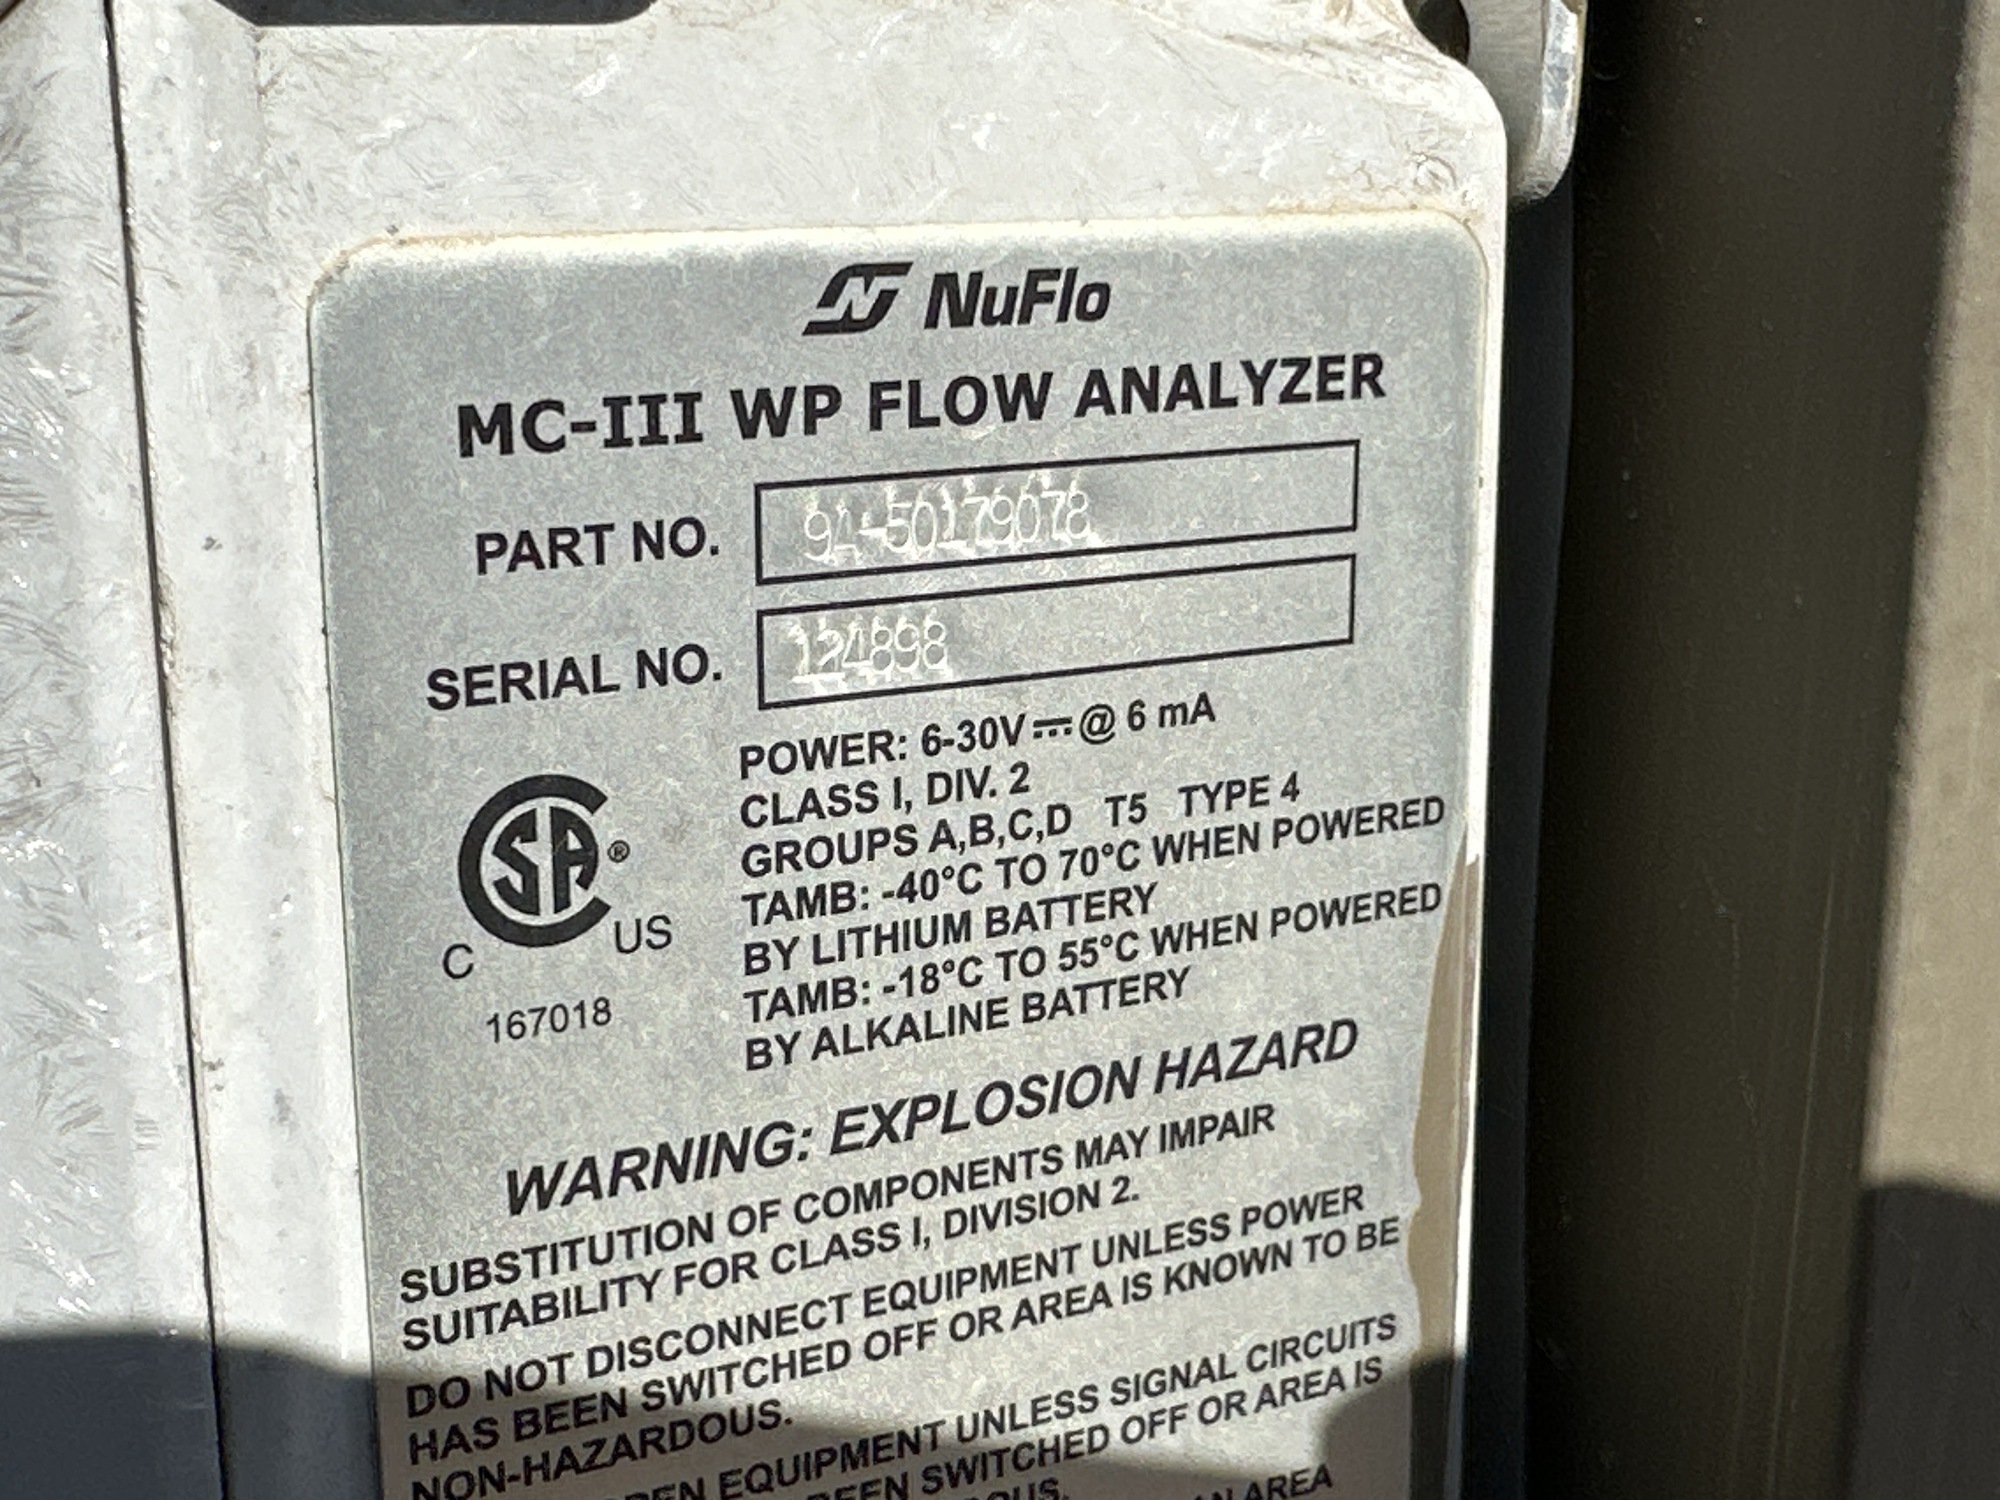 NuFlo
MC-III WP FLOW ANALYZER
PART NO. 9A-50179078
SERIAL NO. 124898
POWER: 6-30V⎓@ 6 mA
CLASS I, DIV. 2
GROUPS A,B,C,D T5 TYPE 4
TAMB: -40°C TO 70°C WHEN POWERED
BY LITHIUM BATTERY
TAMB: -18°C TO 55°C WHEN POWERED
BY ALKALINE BATTERY
CSA®
C US
167018
WARNING: EXPLOSION HAZARD
SUBSTITUTION OF COMPONENTS MAY IMPAIR
SUITABILITY FOR CLASS I, DIVISION 2.
DO NOT DISCONNECT EQUIPMENT UNLESS POWER
HAS BEEN SWITCHED OFF OR AREA IS KNOWN TO BE
NON-HAZARDOUS.
EQUIPMENT UNLESS SIGNAL CIRCUITS
SWITCHED OFF OR AREA IS
AREA